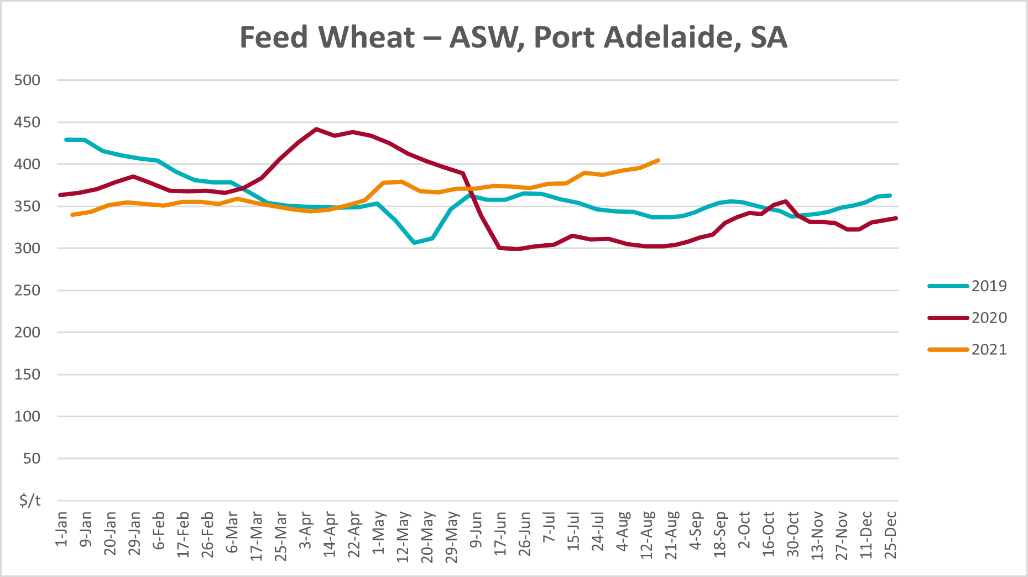 Feed Wheat – ASW, Port Adelaide, SA
500
450
400
350
300
250
200
150
100
50
$/t
1-Jan
9-Jan
20-Jan
29-Jan
6-Feb
17-Feb
26-Feb
6-Mar
17-Mar
25-Mar
3-Apr
14-Apr
22-Apr
1-May
12-May
20-May
29-May
9-Jun
17-Jun
26-Jun
7-Jul
15-Jul
24-Jul
4-Aug
12-Aug
21-Aug
4-Sep
18-Sep
2-Oct
16-Oct
30-Oct
13-Nov
27-Nov
11-Dec
25-Dec
2019
2020
2021